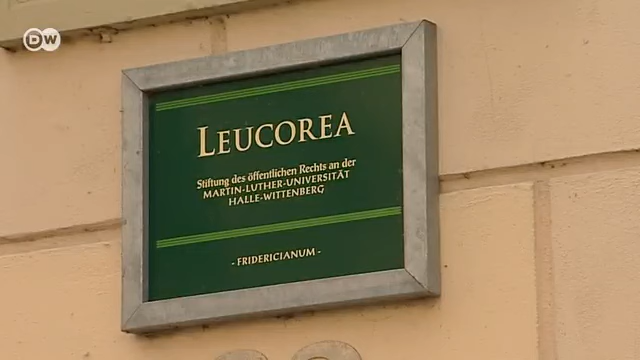 DW
LEUCOREA
Stiftung des öffentlichen Rechts an der
MARTIN-LUTHER-UNIVERSITÄT
HALLE-WITTENBERG
- FRIDERICIANUM -